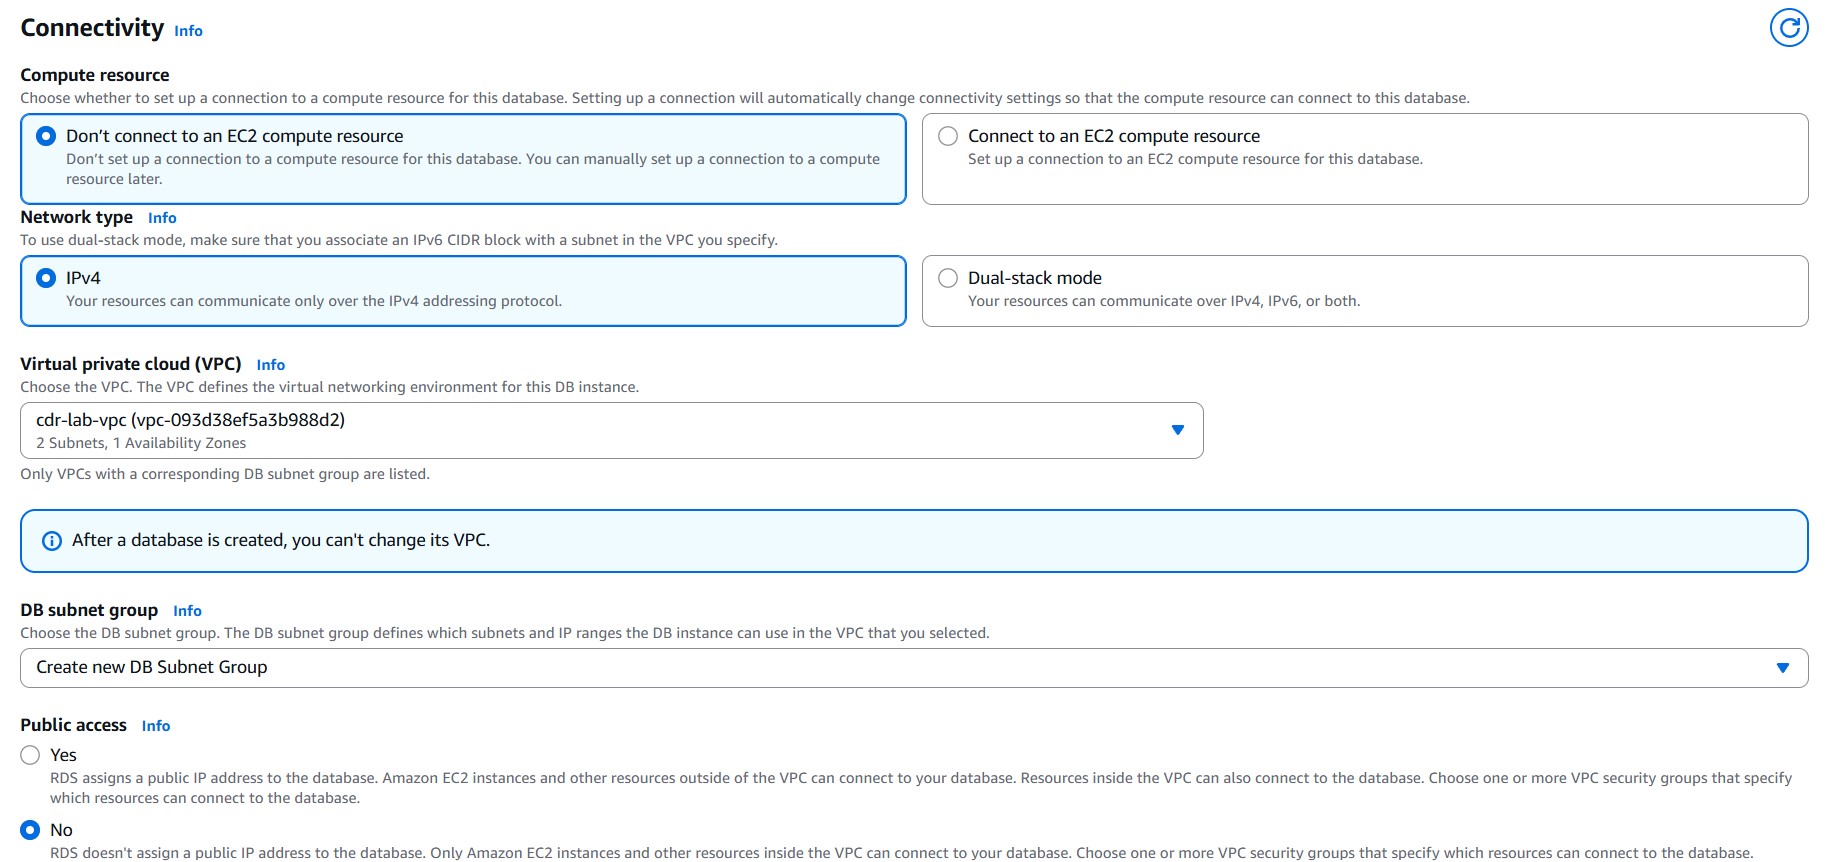 Connectivity Info
Compute resource
Choose whether to set up a connection to a compute resource for this database. Setting up a connection will automatically change connectivity settings so that the compute resource can connect to this database.
Don’t connect to an EC2 compute resource
Don’t set up a connection to a compute resource for this database. You can manually set up a connection to a compute
resource later.
Connect to an EC2 compute resource
Set up a connection to an EC2 compute resource for this database.
Network type Info
To use dual-stack mode, make sure that you associate an IPv6 CIDR block with a subnet in the VPC you specify.
IPv4
Your resources can communicate only over the IPv4 addressing protocol.
Dual-stack mode
Your resources can communicate over IPv4, IPv6, or both.
Virtual private cloud (VPC) Info
Choose the VPC. The VPC defines the virtual networking environment for this DB instance.
cdr-lab-vpc (vpc-093d38ef5a3b988d2)
2 Subnets, 1 Availability Zones
Only VPCs with a corresponding DB subnet group are listed.
After a database is created, you can't change its VPC.
DB subnet group Info
Choose the DB subnet group. The DB subnet group defines which subnets and IP ranges the DB instance can use in the VPC that you selected.
Create new DB Subnet Group
Public access Info
Yes
RDS assigns a public IP address to the database. Amazon EC2 instances and other resources outside of the VPC can connect to your database. Resources inside the VPC can also connect to the database. Choose one or more VPC security groups that specify
which resources can connect to the database.
No
RDS doesn't assign a public IP address to the database. Only Amazon EC2 instances and other resources inside the VPC can connect to your database. Choose one or more VPC security groups that specify which resources can connect to the database.